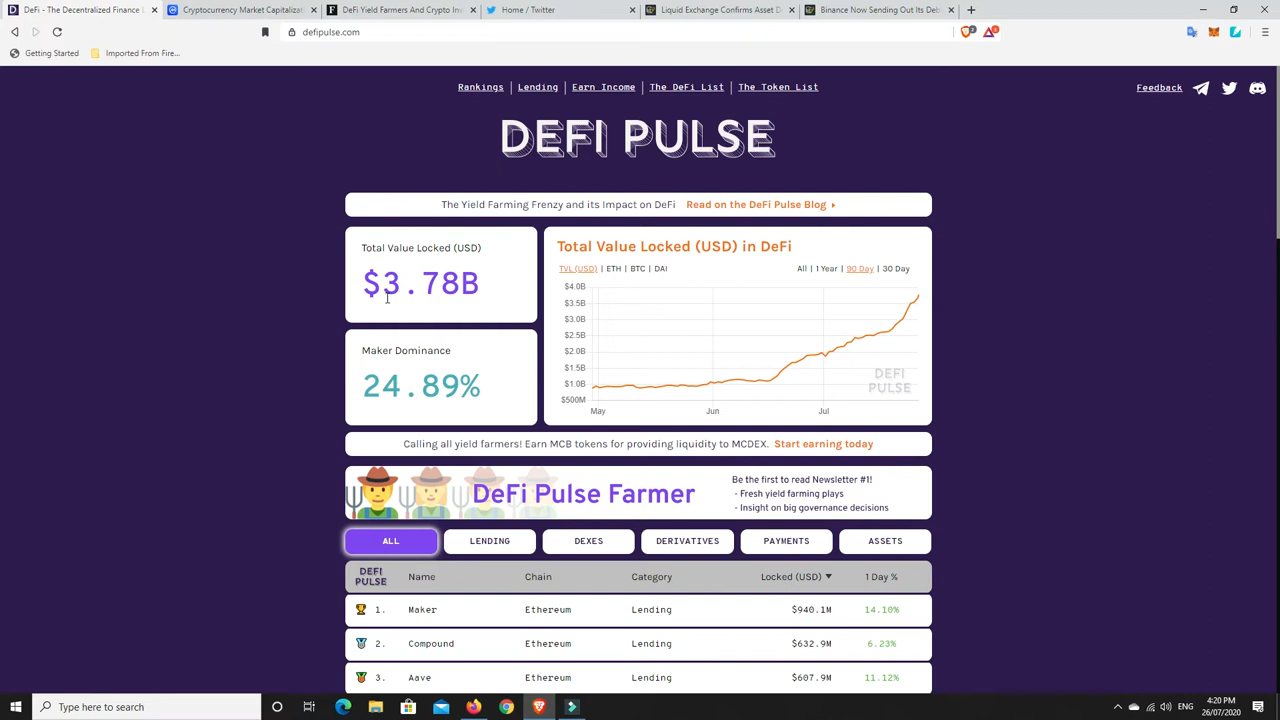 DeFi - The Decentralized Finance L
Cryptocurrency Market Capitalizat
DeFi Yield Farmers And Crypto Inv
Home / Twitter
Liquid Exchange Confirms Asset D
Binance Now Sending Out Its Deb
defipulse.com
Getting Started
Imported From Fire...
Rankings | Lending | Earn Income | The DeFi List | The Token List
Feedback
DEFI PULSE
The Yield Farming Frenzy and its Impact on DeFi Read on the DeFi Pulse Blog
Total Value Locked (USD)
$3.78B
Maker Dominance
24.89%
Total Value Locked (USD) in DeFi
TVL (USD) | ETH | BTC | DAI
All | 1 Year | 90 Day | 30 Day
$4.0B
$3.5B
$3.0B
$2.5B
$2.0B
$1.5B
$1.0B
$500M
May Jun Jul
DEFI
PULSE
Calling all yield farmers! Earn MCB tokens for providing liquidity to MCDEX. Start earning today
DeFi Pulse Farmer
Be the first to read Newsletter #1!
- Fresh yield farming plays
- Insight on big governance decisions
ALL LENDING DEXES DERIVATIVES PAYMENTS ASSETS
DEFI
PULSE
Name Chain Category Locked (USD) 1 Day %
1. Maker Ethereum Lending $940.1M 14.10%
2. Compound Ethereum Lending $632.9M 6.23%
3. Aave Ethereum Lending $607.9M 11.12%
Type here to search
ENG
4:20 PM
26/07/2020